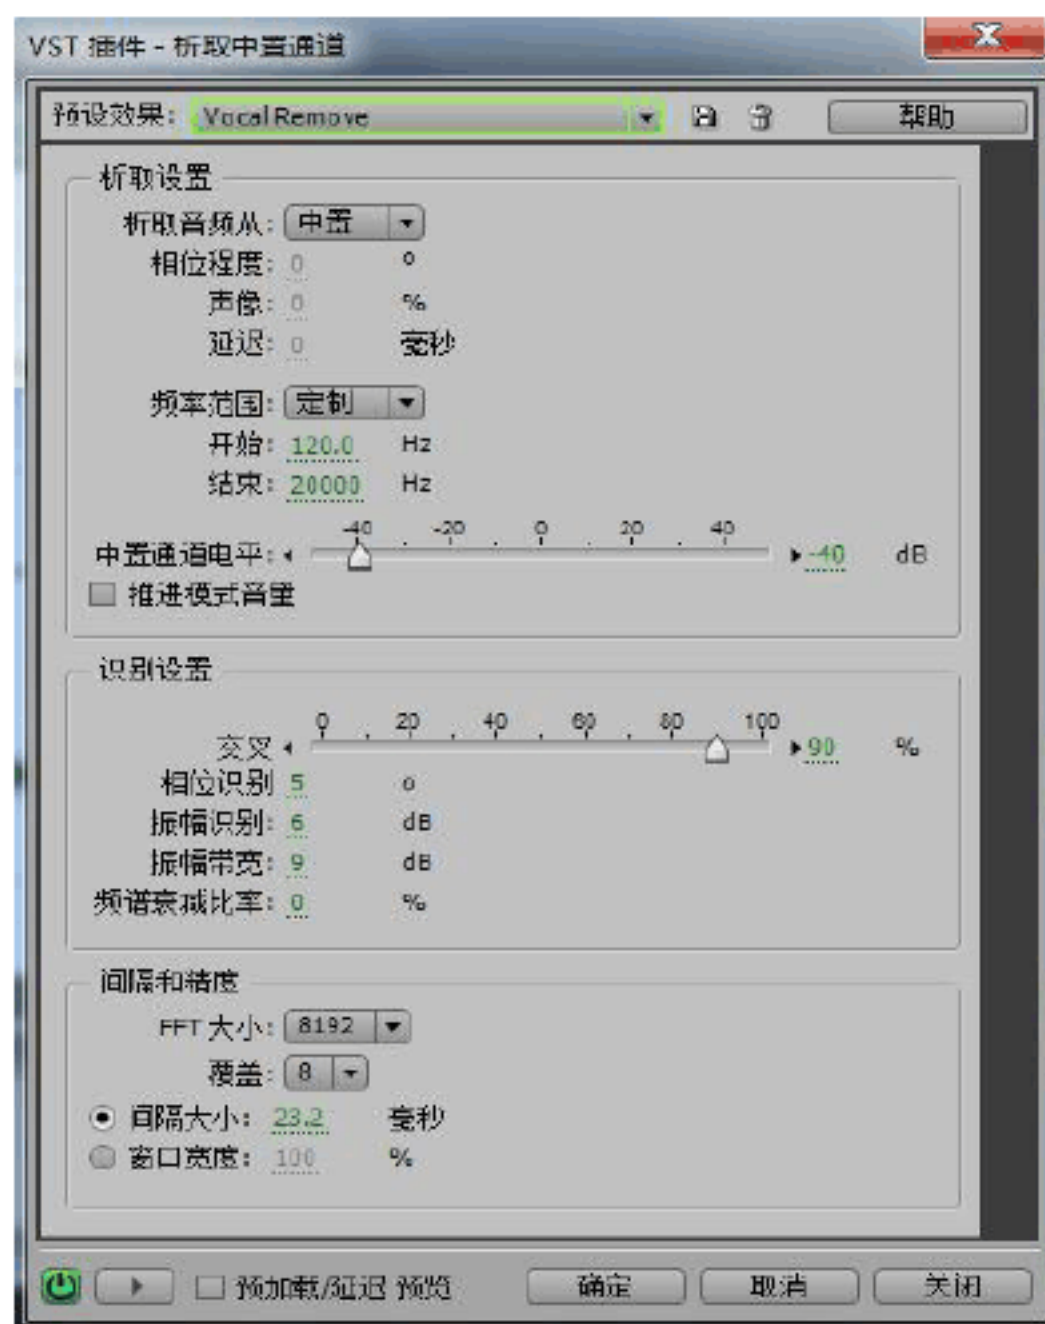 VST 插件 - 析取中置通道
预设效果: Vocal Remove 帮助
析取设置
析取音频从: 中置
相位程度: 0 °
声像: 0 %
延迟: 0 毫秒
频率范围: 定制
开始: 120.0 Hz
结束: 20000 Hz
-40 -20 0 20 40
中置通道电平: -40 dB
推进模式音量
识别设置
0 20 40 60 80 100
交叉 90 %
相位识别 5 °
振幅识别: 6 dB
振幅带宽: 9 dB
频谱衰减比率: 0 %
间隔和精度
FFT 大小: 8192
覆盖: 8
间隔大小: 23.2 毫秒
窗口宽度: 100 %
预加载/延迟 预览 确定 取消 关闭